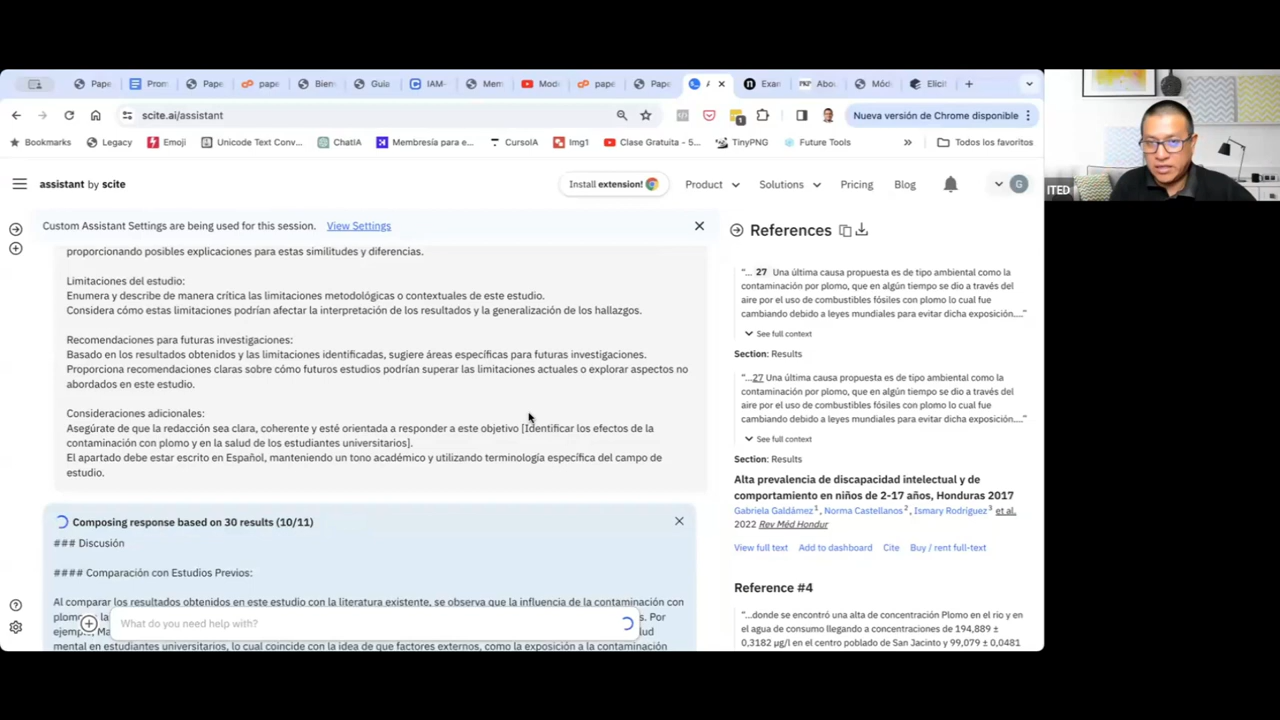 Pape
Pron
Pape
pape
Bien
Guía
IAM-
Mem
Mod
pape
Pape
Exar
PKP
Abou
Mód
Elicit
scite.ai/assistant
Nueva versión de Chrome disponible
Bookmarks
Legacy
Emoji
Unicode Text Conv...
ChatIA
Membresía para e...
CursoIA
Img1
Clase Gratuita - 5...
TinyPNG
Future Tools
»
Todos los favoritos
assistant by scite
Install extension!
Product
Solutions
Pricing
Blog
G
ITED
Custom Assistant Settings are being used for this session. View Settings
proporcionando posibles explicaciones para estas similitudes y diferencias.
Limitaciones del estudio:
Enumera y describe de manera crítica las limitaciones metodológicas o contextuales de este estudio.
Considera cómo estas limitaciones podrían afectar la interpretación de los resultados y la generalización de los hallazgos.
Recomendaciones para futuras investigaciones:
Basado en los resultados obtenidos y las limitaciones identificadas, sugiere áreas específicas para futuras investigaciones.
Proporciona recomendaciones claras sobre cómo futuros estudios podrían superar las limitaciones actuales o explorar aspectos no
abordados en este estudio.
Consideraciones adicionales:
Asegúrate de que la redacción sea clara, coherente y esté orientada a responder a este objetivo [Identificar los efectos de la
contaminación con plomo y en la salud de los estudiantes universitarios].
El apartado debe estar escrito en Español, manteniendo un tono académico y utilizando terminología específica del campo de
estudio.
Composing response based on 30 results (10/11)
### Discusión
#### Comparación con Estudios Previos:
Al comparar los resultados obtenidos en este estudio con la literatura existente, se observa que la influencia de la contaminación con
plomo la s. Por
ejemp, Ma lud
What do you need help with?
mental en estudiantes universitarios, lo cual coincide con la idea de que factores externos, como la exposición a la contaminación
References
"... 27 Una última causa propuesta es de tipo ambiental como la
contaminación por plomo, que en algún tiempo se dio a través del
aire por el uso de combustibles fósiles con plomo lo cual fue
cambiando debido a leyes mundiales para evitar dicha exposición...."
See full context
Section: Results
"...27 Una última causa propuesta es de tipo ambiental como la
contaminación por plomo, que en algún tiempo se dio a través del
aire por el uso de combustibles fósiles con plomo lo cual fue
cambiando debido a leyes mundiales para evitar dicha exposición...."
See full context
Section: Results
Alta prevalencia de discapacidad intelectual y de
comportamiento en niños de 2-17 años, Honduras 2017
Gabriela Galdámez1, Norma Castellanos2, Ismary Rodríguez3 et al.
2022 Rev Méd Hondur
View full text Add to dashboard Cite Buy / rent full-text
Reference #4
"...donde se encontró una alta de concentración Plomo en el río y en
el agua de consumo llegando a concentraciones de 194,889 ±
0,3182 µg/l en el centro poblado de San Jacinto y 99,079 ± 0,0481